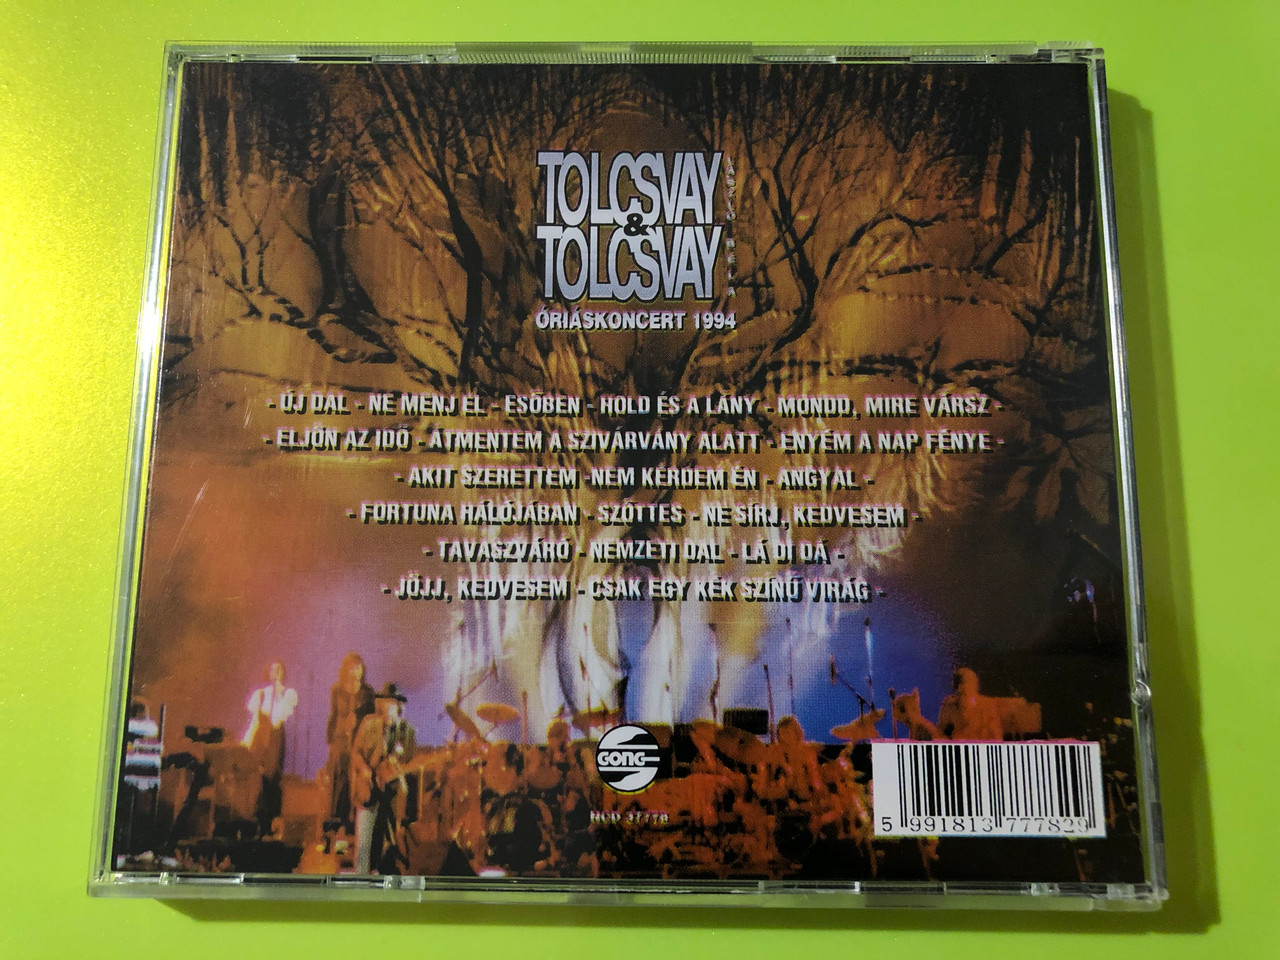 TOLCSVAY
&
TOLCSVAY
LÁSZLÓ BÉLA
ÓRIÁSKONCERT 1994
- ÚJ DAL - NE MENJ EL - ESŐBEN - HOLD ÉS A LÁNY - MONDD, MIRE VÁRSZ -
- ELJÖN AZ IDŐ - ÁTMENTEM A SZIVÁRVÁNY ALATT - ENYÉM A NAP FÉNYE -
- AKIT SZERETTEM - NEM KÉRDEM ÉN - ANGYAL -
- FORTUNA HÁLÓJÁBAN - SZŐTTES - NE SÍRJ, KEDVESEM -
- TAVASZVÁRÓ - NEMZETI DAL - LÁ DI DÁ -
- JÖJJ, KEDVESEM - CSAK EGY KÉK SZÍNŰ VIRÁG -
GONG
HCD 37778
5 991813 777829